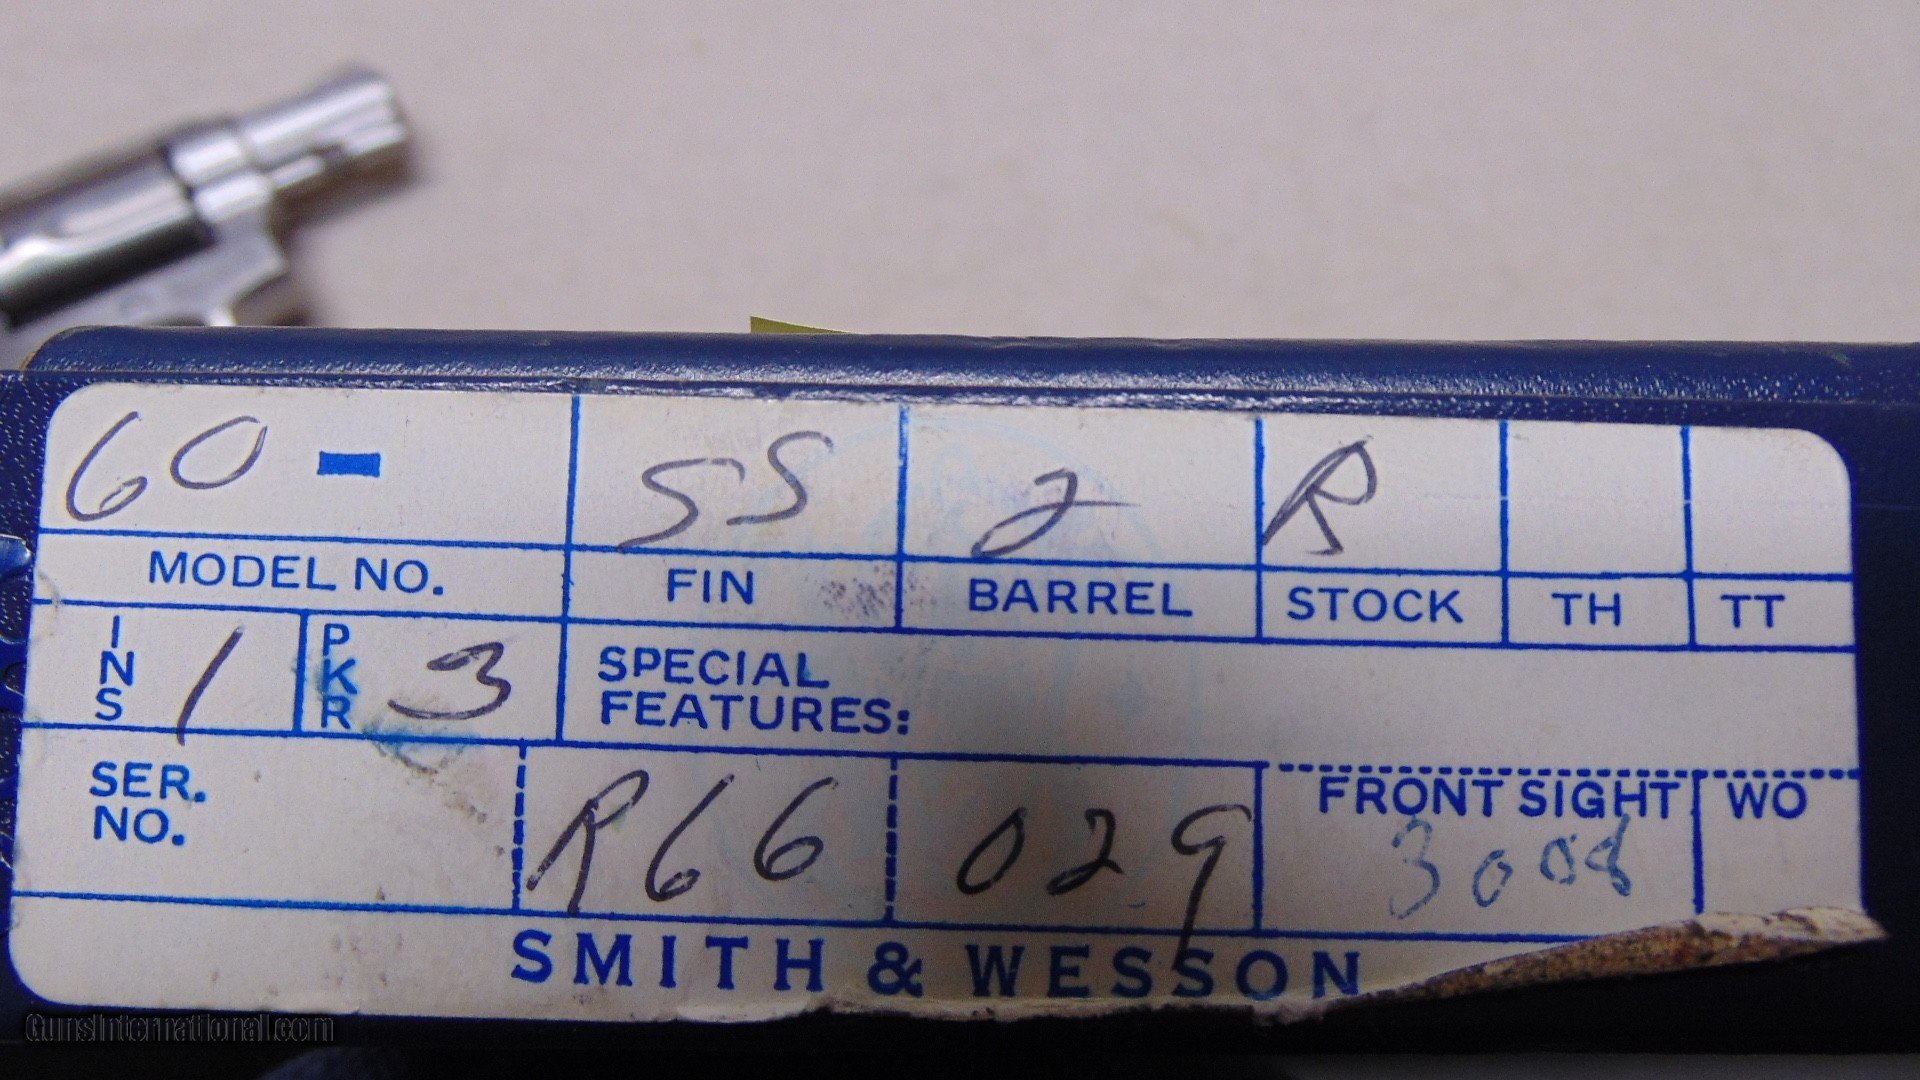 60 - SS 2 R
MODEL NO. FIN BARREL STOCK TH TT
INS 1 PKR 3 SPECIAL
FEATURES:
SER.
NO. R66 029 FRONT SIGHT WO
3008
SMITH & WESSON
GunsInternational.com